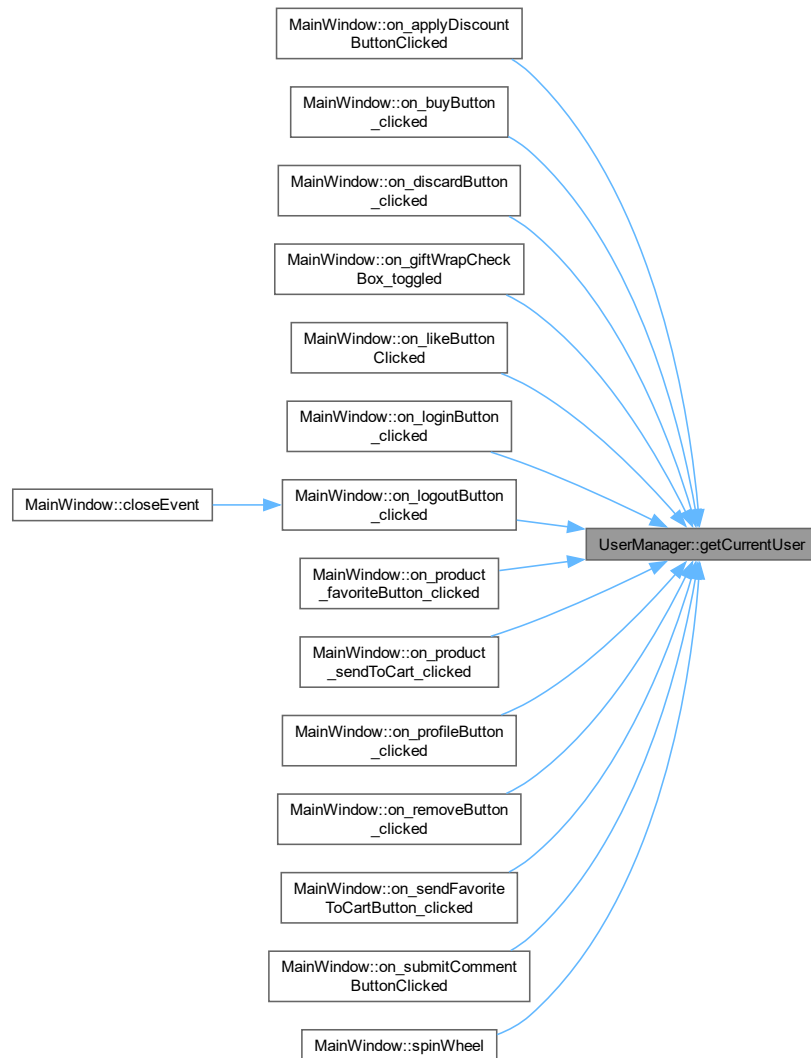 MainWindow::on_applyDiscount
ButtonClicked
MainWindow::on_buyButton
_clicked
MainWindow::on_discardButton
_clicked
MainWindow::on_giftWrapCheck
Box_toggled
MainWindow::on_likeButton
Clicked
MainWindow::on_loginButton
_clicked
MainWindow::closeEvent
MainWindow::on_logoutButton
_clicked
UserManager::getCurrentUser
MainWindow::on_product
_favoriteButton_clicked
MainWindow::on_product
_sendToCart_clicked
MainWindow::on_profileButton
_clicked
MainWindow::on_removeButton
_clicked
MainWindow::on_sendFavorite
ToCartButton_clicked
MainWindow::on_submitComment
ButtonClicked
MainWindow::spinWheel